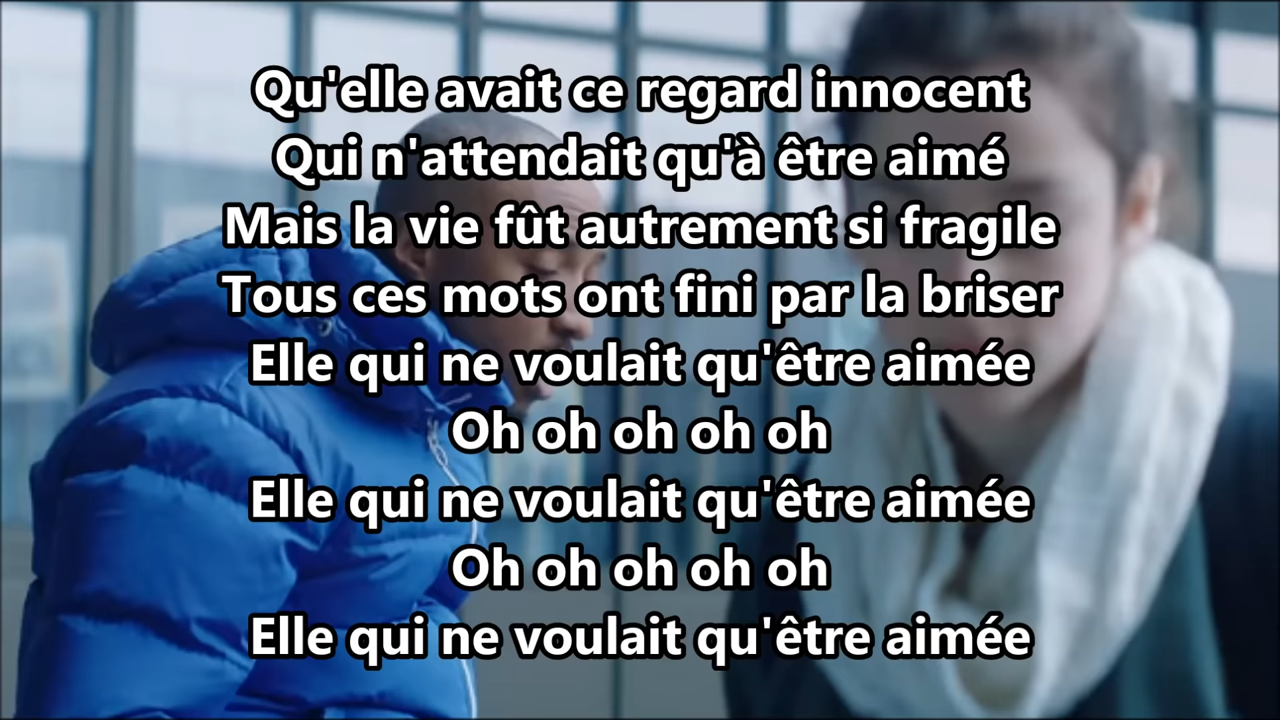 Qu'elle avait ce regard innocent
Qui n'attendait qu'à être aimé
Mais la vie fût autrement si fragile
Tous ces mots ont fini par la briser
Elle qui ne voulait qu'être aimée
Oh oh oh oh oh
Elle qui ne voulait qu'être aimée
Oh oh oh oh oh
Elle qui ne voulait qu'être aimée